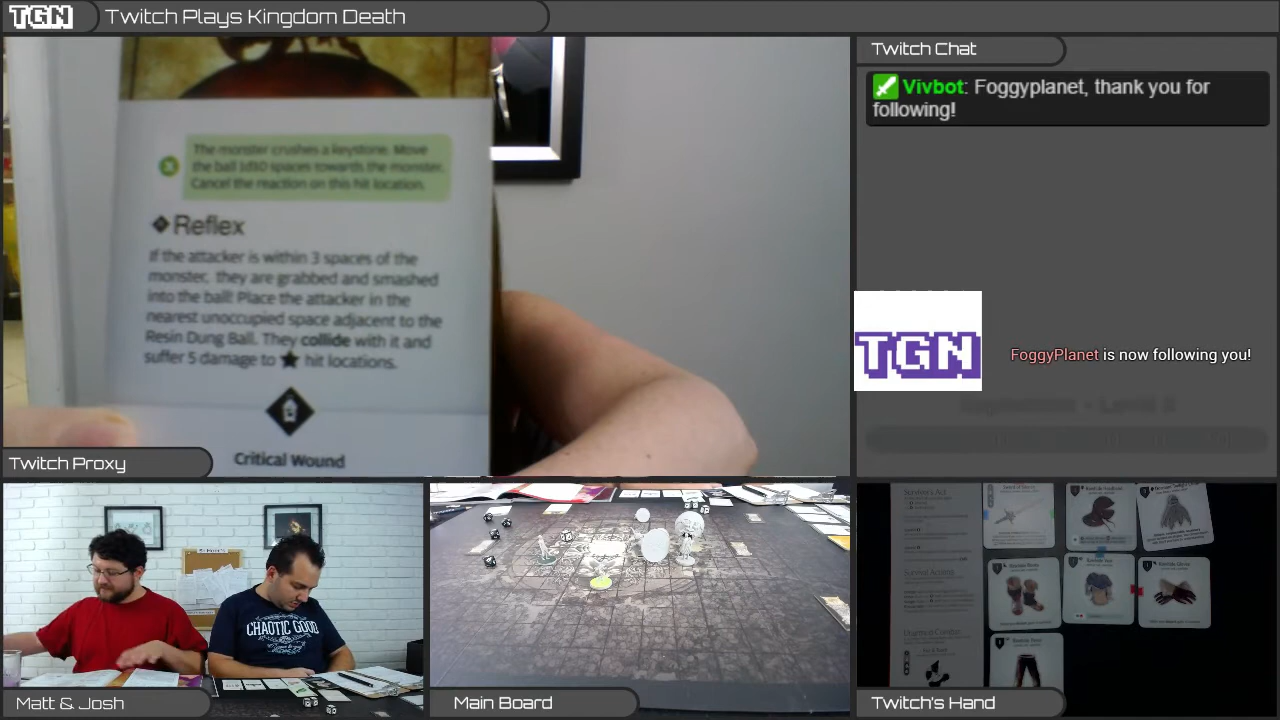 TGN
Twitch Plays Kingdom Death
Twitch Chat
Vivbot: Foggyplanet, thank you for
following!
The monster crushes a keystone. Move
the ball 1d10 spaces towards the monster.
Cancel the reaction on this hit location.
Reflex
If the attacker is within 3 spaces of the
monster, they are grabbed and smashed
into the ball! Place the attacker in the
nearest unoccupied space adjacent to the
Resin Dung Ball. They collide with it and
suffer 5 damage to ★ hit locations.
Critical Wound
TGN
FoggyPlanet is now following you!
Twitch Proxy
CHAOTIC GOOD
Matt & Josh
Main Board
Twitch's Hand